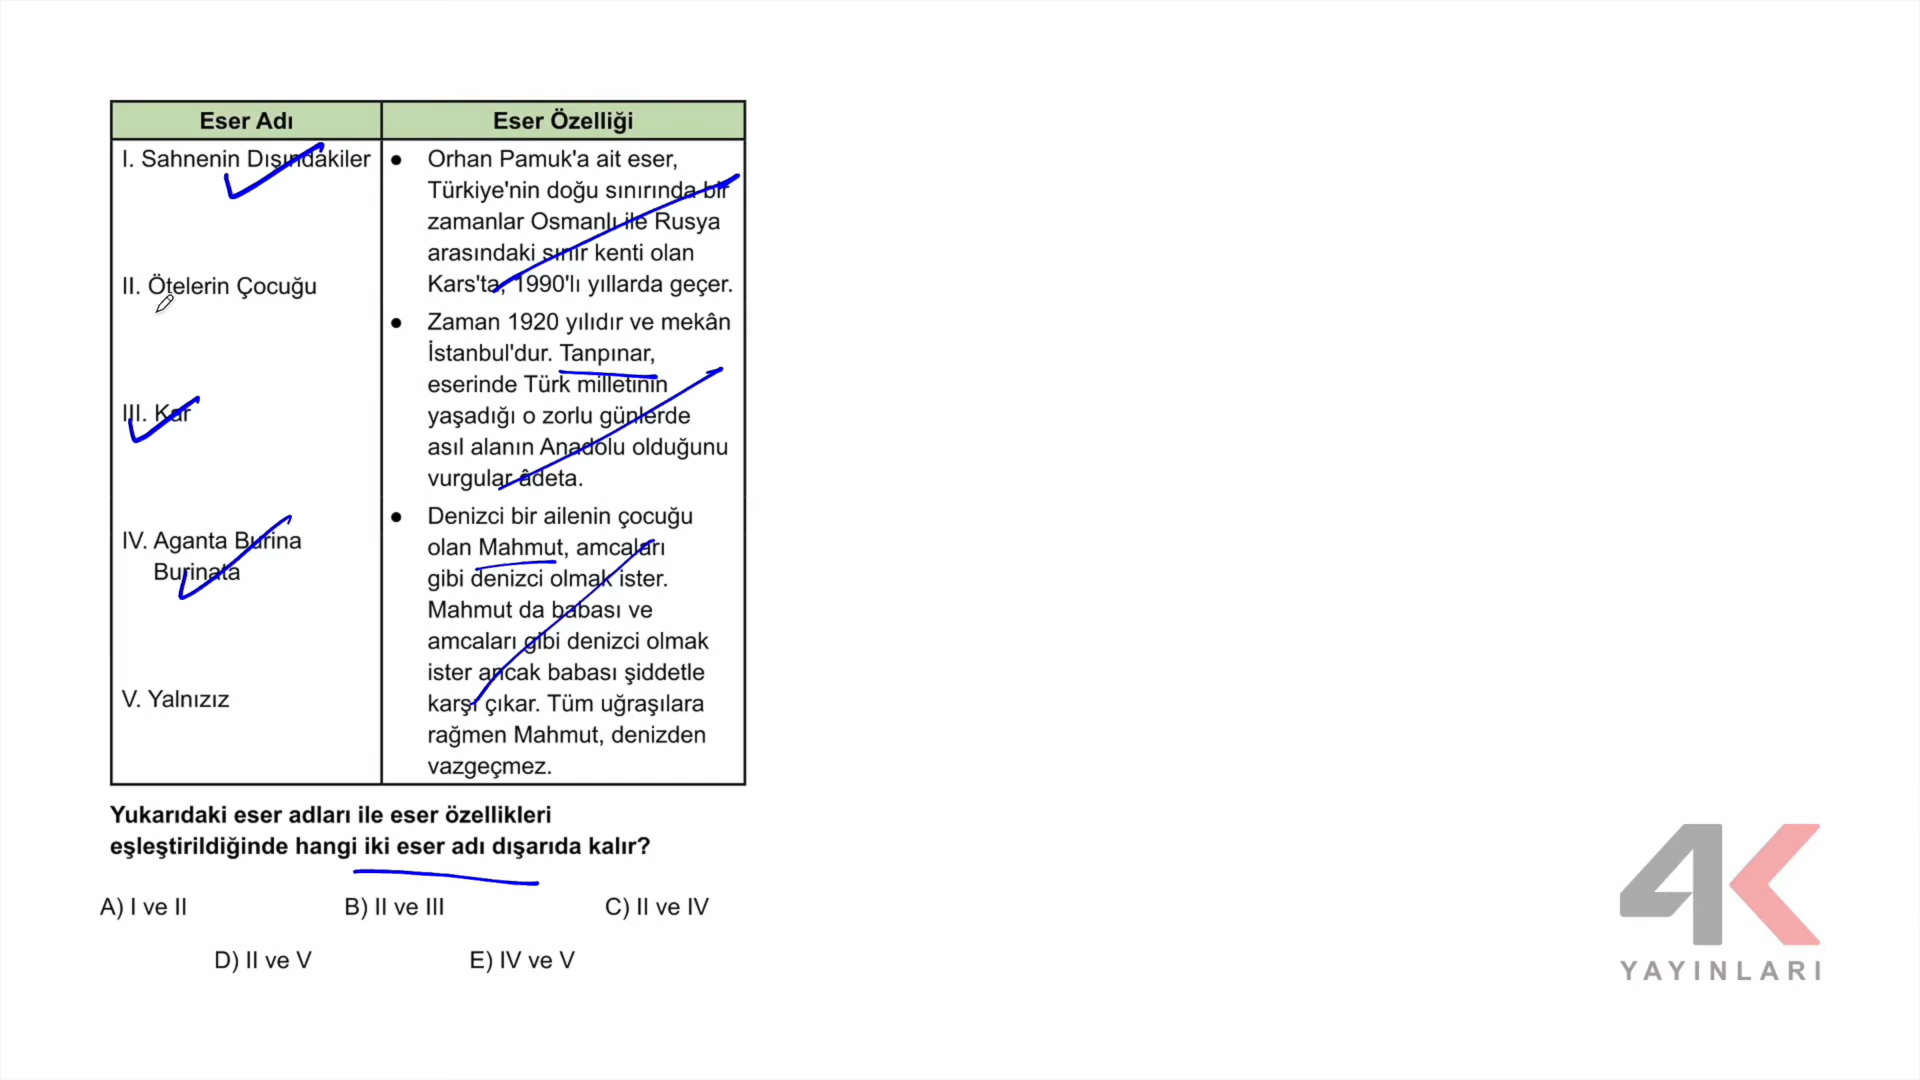 Eser Adı
Eser Özelliği
I. Sahnenin Dışındakiler
II. Ötelerin Çocuğu
III. Kar
IV. Aganta Burina
Burinata
V. Yalnızız
● Orhan Pamuk'a ait eser,
Türkiye'nin doğu sınırında bir
zamanlar Osmanlı ile Rusya
arasındaki sınır kenti olan
Kars'ta, 1990'lı yıllarda geçer.
● Zaman 1920 yılıdır ve mekân
İstanbul'dur. Tanpınar,
eserinde Türk milletinin
yaşadığı o zorlu günlerde
asıl alanın Anadolu olduğunu
vurgular âdeta.
● Denizci bir ailenin çocuğu
olan Mahmut, amcaları
gibi denizci olmak ister.
Mahmut da babası ve
amcaları gibi denizci olmak
ister ancak babası şiddetle
karşı çıkar. Tüm uğraşılara
rağmen Mahmut, denizden
vazgeçmez.
Yukarıdaki eser adları ile eser özellikleri
eşleştirildiğinde hangi iki eser adı dışarıda kalır?
A) I ve II
B) II ve III
C) II ve IV
D) II ve V
E) IV ve V
4K
YAYINLARI